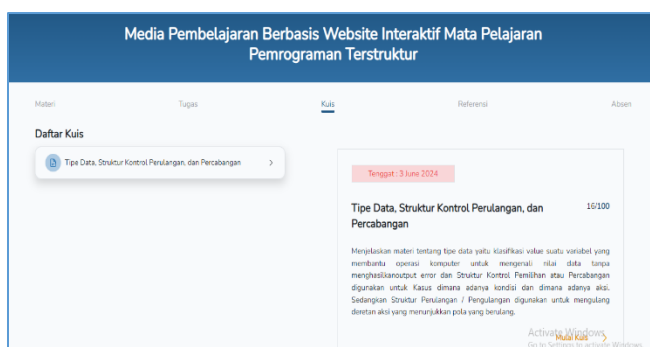 Media Pembelajaran Berbasis Website Interaktif Mata Pelajaran
Pemrograman Terstruktur
Materi
Tugas
Kuis
Referensi
Absen
Daftar Kuis
Tipe Data, Struktur Kontrol Perulangan, dan Percabangan
Tenggat : 3 June 2024
Tipe Data, Struktur Kontrol Perulangan, dan
Percabangan
16/100
Menjelaskan materi tentang tipe data yaitu klasifikasi value suatu variabel yang
membantu operasi komputer untuk mengenali nilai data tanpa
menghasilkanoutput error dan Struktur Kontrol Pemilihan atau Percabangan
digunakan untuk Kasus dimana adanya kondisi dan dimana adanya aksi.
Sedangkan Struktur Perulangan / Pengulangan digunakan untuk mengulang
deretan aksi yang menunjukkan pola yang berulang.
Activate Windows
Mulai Kuis
Go to Settings to activate Windows.